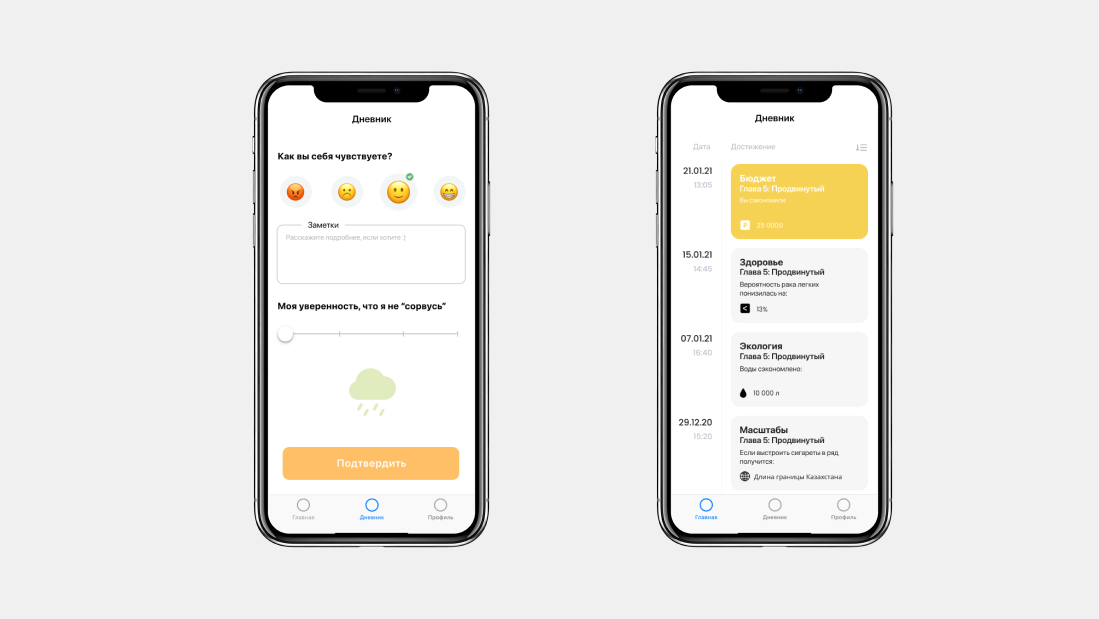 Дневник
Как вы себя чувствуете?
Заметки
Расскажите подробнее, если хотите :)
Моя уверенность, что я не “сорвусь”
Подтвердить
Главная
Дневник
Профиль
Дневник
Дата
Достижение
21.01.21
13:05
Бюджет
Глава 5: Продвинутый
Вы сэкономили:
25 0000
15.01.21
14:45
Здоровье
Глава 5: Продвинутый
Вероятность рака легких
понизилась на:
13%
07.01.21
16:40
Экология
Глава 5: Продвинутый
Воды сэкономлено:
10 000 л
29.12.20
15:20
Масштабы
Глава 5: Продвинутый
Если выстроить сигареты в ряд
получится:
Длина границы Казахстана
Главная
Дневник
Профиль